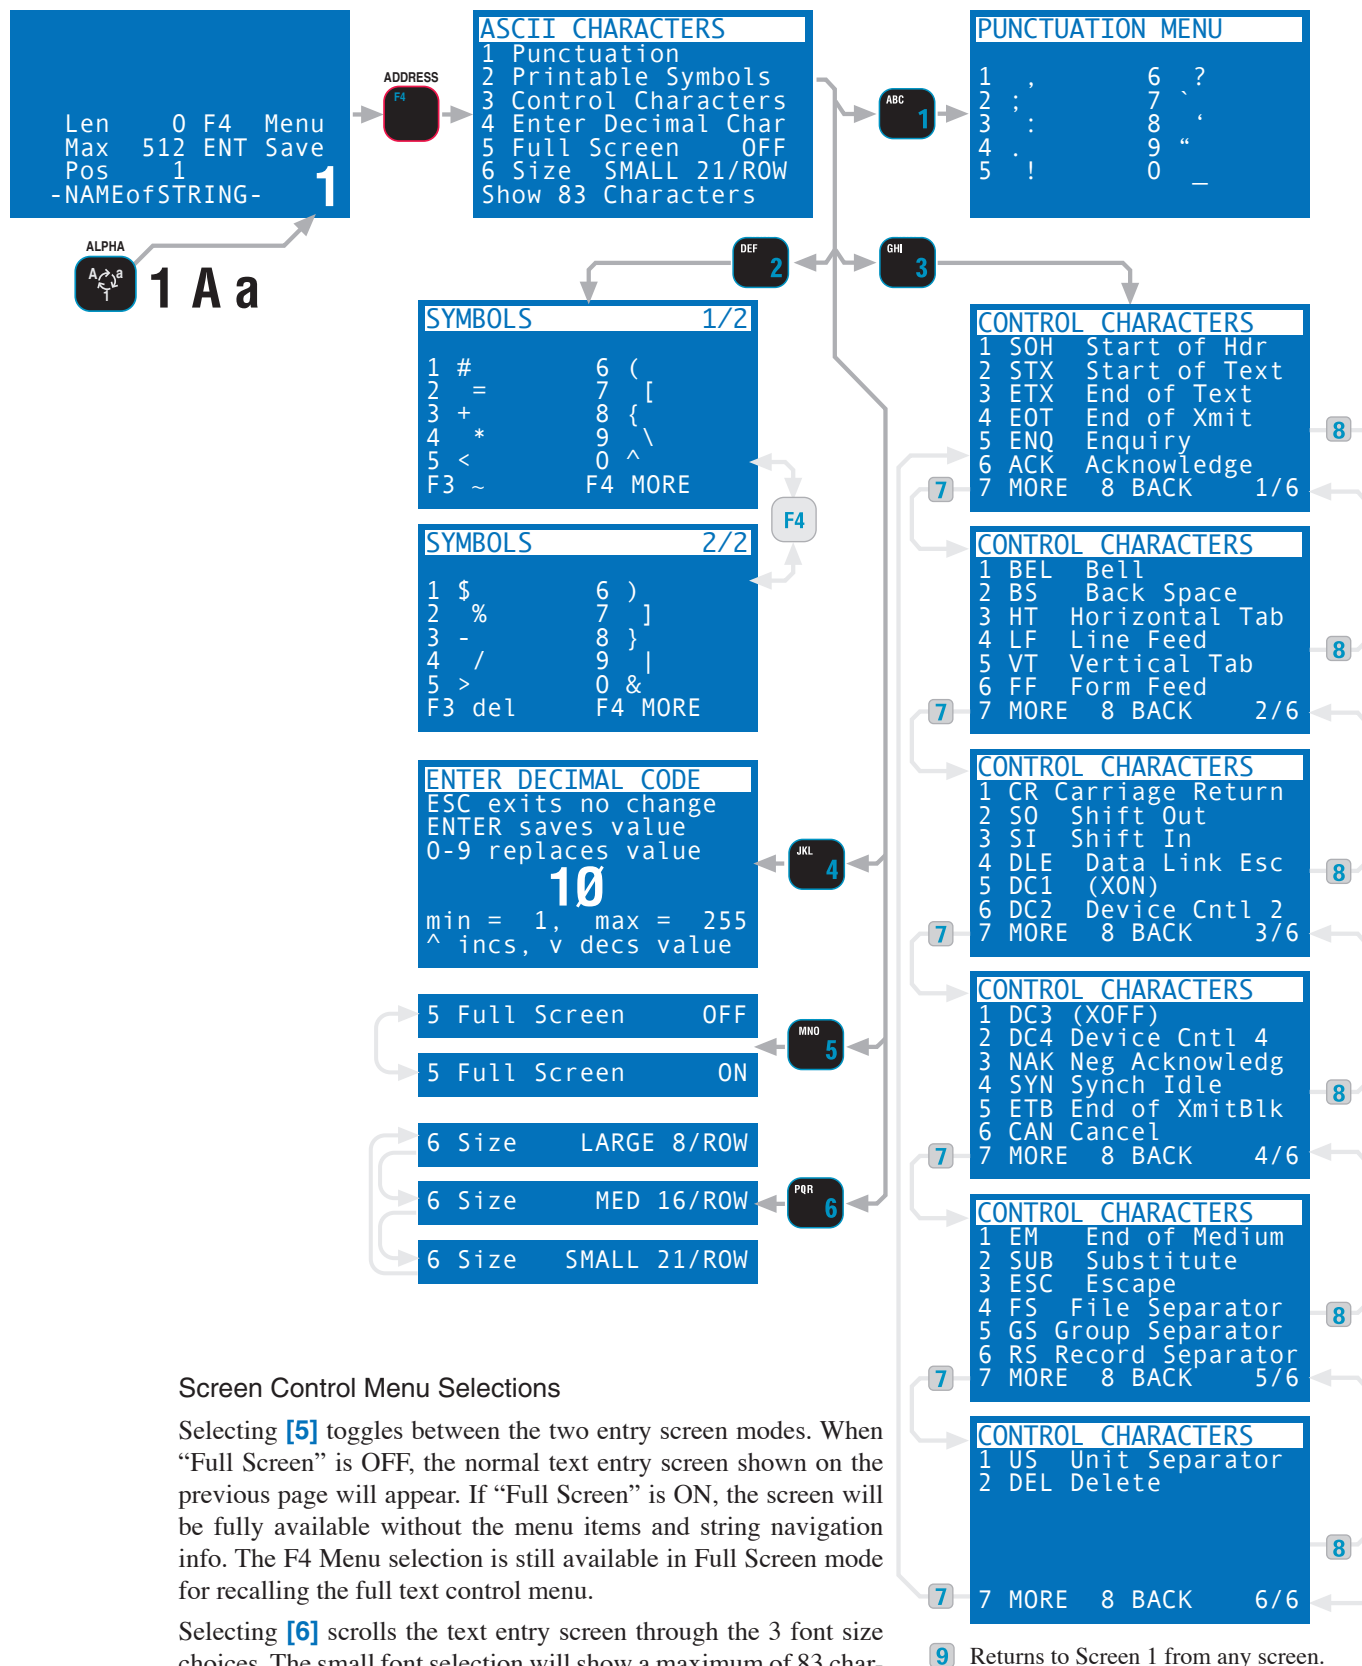 Len 0 F4 Menu
Max 512 ENT Save
Pos 1
-NAMEofSTRING- 1
ALPHA
A a 1
1 A a
ADDRESS
F4
ASCII CHARACTERS
1 Punctuation
2 Printable Symbols
3 Control Characters
4 Enter Decimal Char
5 Full Screen OFF
6 Size SMALL 21/ROW
Show 83 Characters
ABC 1
PUNCTUATION MENU
1 , 6 ?
2 ; 7 `
3 : 8 ‘
4 . 9 “
5 ! 0 _
DEF 2
GHI 3
SYMBOLS 1/2
1 # 6 (
2 = 7 [
3 + 8 {
4 * 9 \
5 < 0 ^
F3 ~ F4 MORE
F4
SYMBOLS 2/2
1 $ 6 )
2 % 7 ]
3 - 8 }
4 / 9 |
5 > 0 &
F3 del F4 MORE
ENTER DECIMAL CODE
ESC exits no change
ENTER saves value
0-9 replaces value
1Ø
min = 1, max = 255
^ incs, v decs value
JKL 4
5 Full Screen OFF
5 Full Screen ON
MNO 5
6 Size LARGE 8/ROW
6 Size MED 16/ROW
6 Size SMALL 21/ROW
PQR 6
CONTROL CHARACTERS
1 SOH Start of Hdr
2 STX Start of Text
3 ETX End of Text
4 EOT End of Xmit
5 ENQ Enquiry
6 ACK Acknowledge
7 MORE 8 BACK 1/6
7
8
CONTROL CHARACTERS
1 BEL Bell
2 BS Back Space
3 HT Horizontal Tab
4 LF Line Feed
5 VT Vertical Tab
6 FF Form Feed
7 MORE 8 BACK 2/6
7
8
CONTROL CHARACTERS
1 CR Carriage Return
2 SO Shift Out
3 SI Shift In
4 DLE Data Link Esc
5 DC1 (XON)
6 DC2 Device Cntl 2
7 MORE 8 BACK 3/6
7
8
CONTROL CHARACTERS
1 DC3 (XOFF)
2 DC4 Device Cntl 4
3 NAK Neg Acknowledg
4 SYN Synch Idle
5 ETB End of XmitBlk
6 CAN Cancel
7 MORE 8 BACK 4/6
7
8
CONTROL CHARACTERS
1 EM End of Medium
2 SUB Substitute
3 ESC Escape
4 FS File Separator
5 GS Group Separator
6 RS Record Separator
7 MORE 8 BACK 5/6
7
8
CONTROL CHARACTERS
1 US Unit Separator
2 DEL Delete
7 MORE 8 BACK 6/6
7
8
9 Returns to Screen 1 from any screen.
Screen Control Menu Selections
Selecting [5] toggles between the two entry screen modes. When
“Full Screen” is OFF, the normal text entry screen shown on the
previous page will appear. If “Full Screen” is ON, the screen will
be fully available without the menu items and string navigation
info. The F4 Menu selection is still available in Full Screen mode
for recalling the full text control menu.
Selecting [6] scrolls the text entry screen through the 3 font size
choices. The small font selection will show a maximum of 83 char-